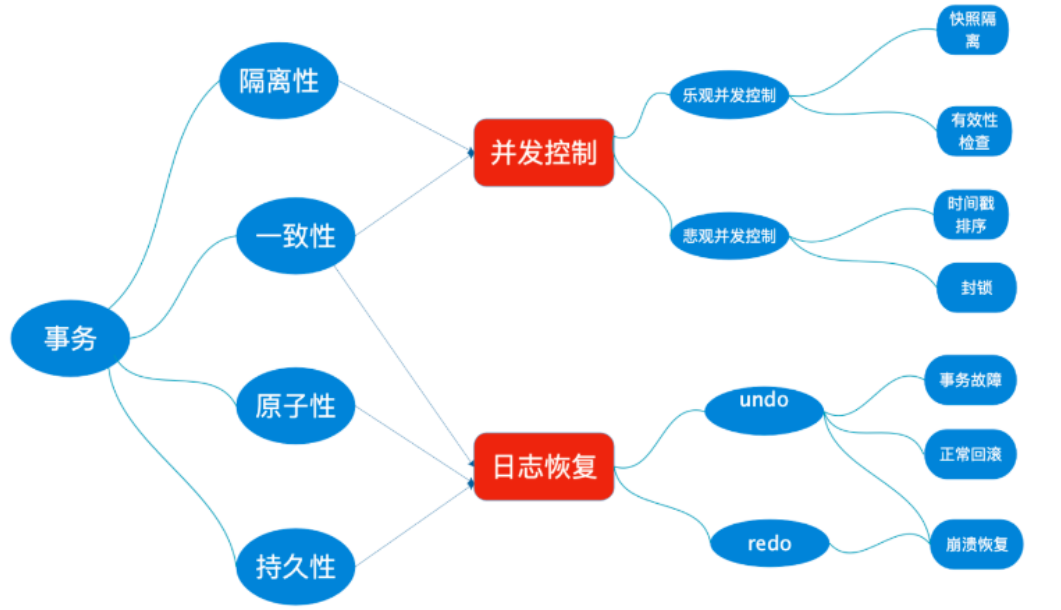 事务
隔离性
一致性
原子性
持久性
并发控制
日志恢复
乐观并发控制
悲观并发控制
undo
redo
快照隔
离
有效性
检查
时间戳
排序
封锁
事务故障
正常回滚
崩溃恢复